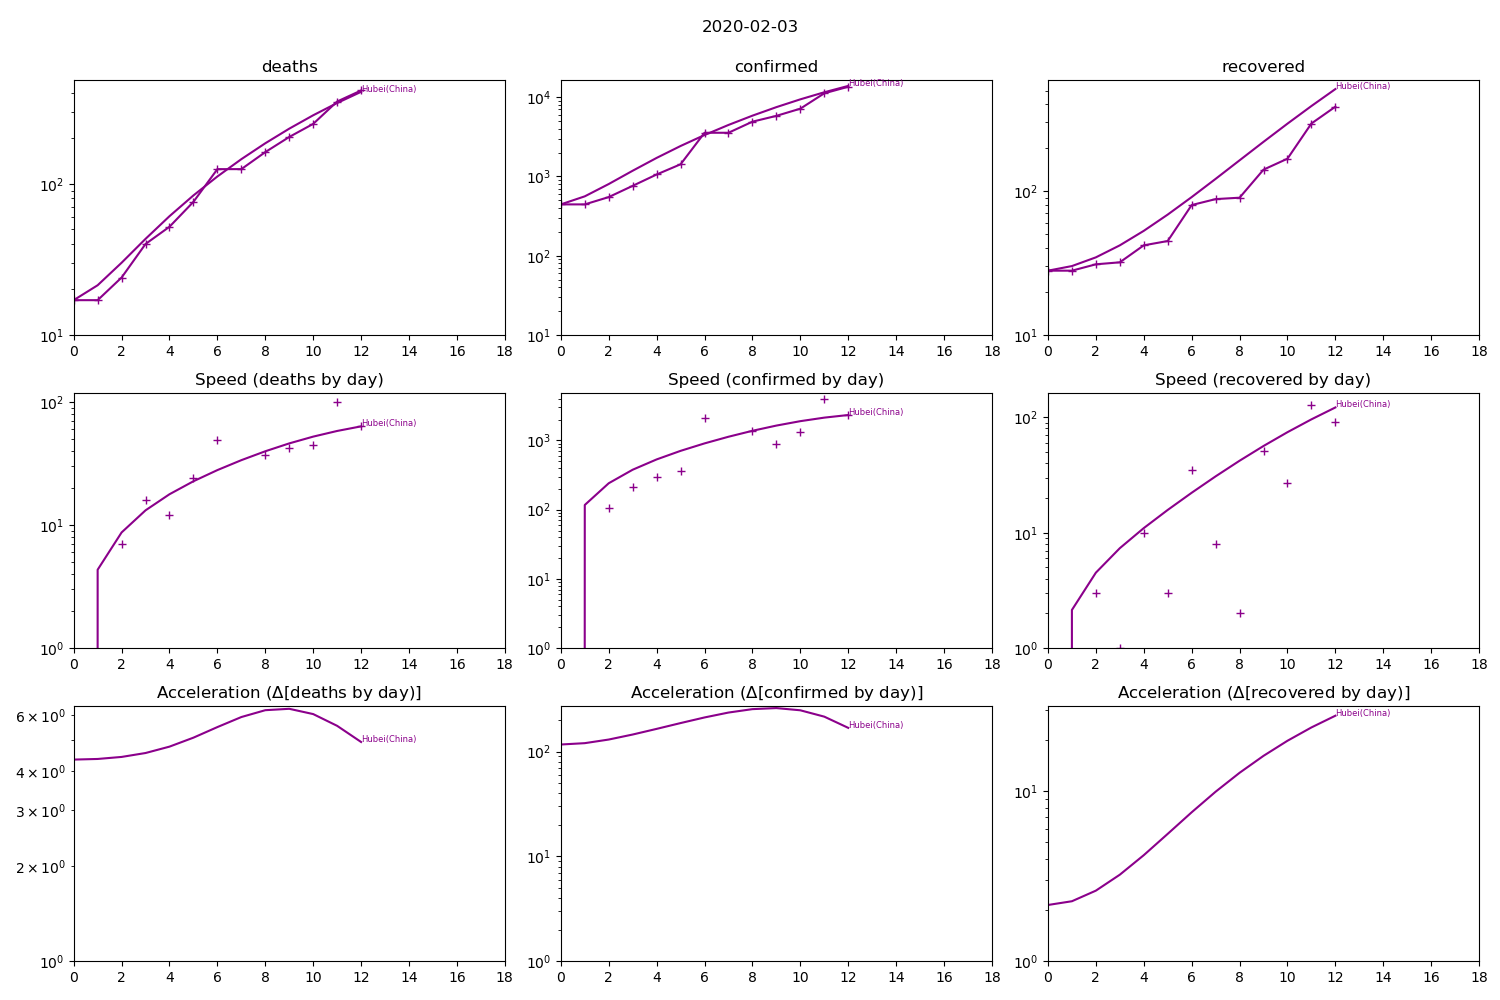 2020-02-03
deaths
confirmed
recovered
Hubei(China)
Hubei(China)
Hubei(China)
10²
10¹
0 2 4 6 8 10 12 14 16 18
10⁴
10³
10²
10¹
0 2 4 6 8 10 12 14 16 18
10²
10¹
0 2 4 6 8 10 12 14 16 18
Speed (deaths by day)
Speed (confirmed by day)
Speed (recovered by day)
Hubei(China)
Hubei(China)
Hubei(China)
10²
10¹
10⁰
0 2 4 6 8 10 12 14 16 18
10³
10²
10¹
10⁰
0 2 4 6 8 10 12 14 16 18
10²
10¹
10⁰
0 2 4 6 8 10 12 14 16 18
Acceleration (Δ[deaths by day)]
Acceleration (Δ[confirmed by day)]
Acceleration (Δ[recovered by day)]
Hubei(China)
Hubei(China)
Hubei(China)
6 × 10⁰
4 × 10⁰
3 × 10⁰
2 × 10⁰
10⁰
0 2 4 6 8 10 12 14 16 18
10²
10¹
10⁰
0 2 4 6 8 10 12 14 16 18
10¹
10⁰
0 2 4 6 8 10 12 14 16 18